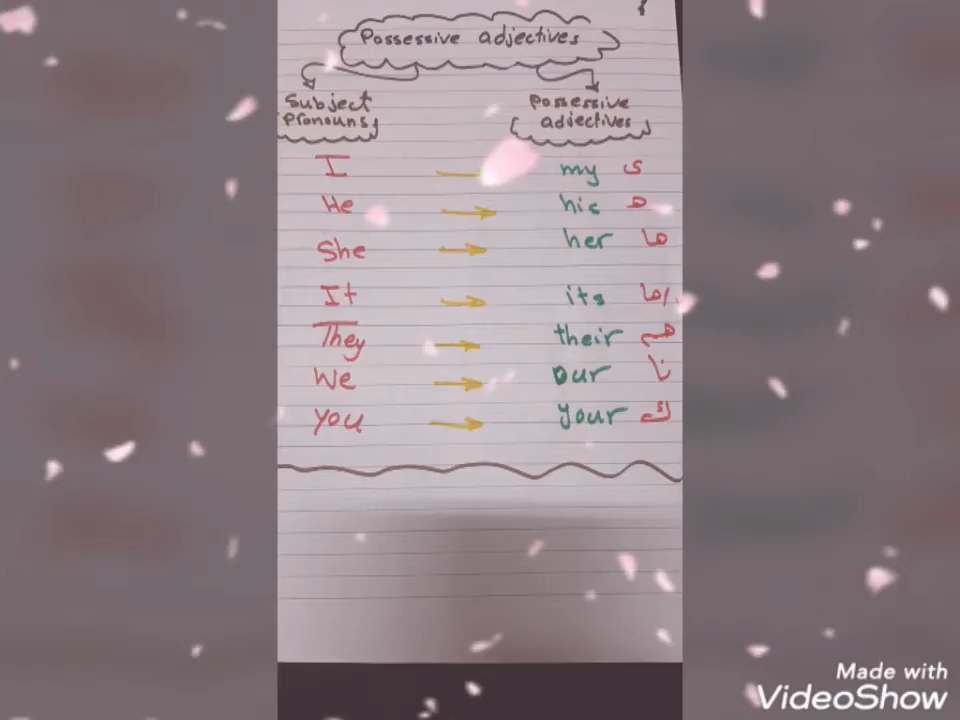 Possessive adjectives
Subject pronouns
possessive adjectives
I my ى
He his ه
She her ها
It its ها/ه
They their هم
We our نا
you your ك
Made with
VideoShow